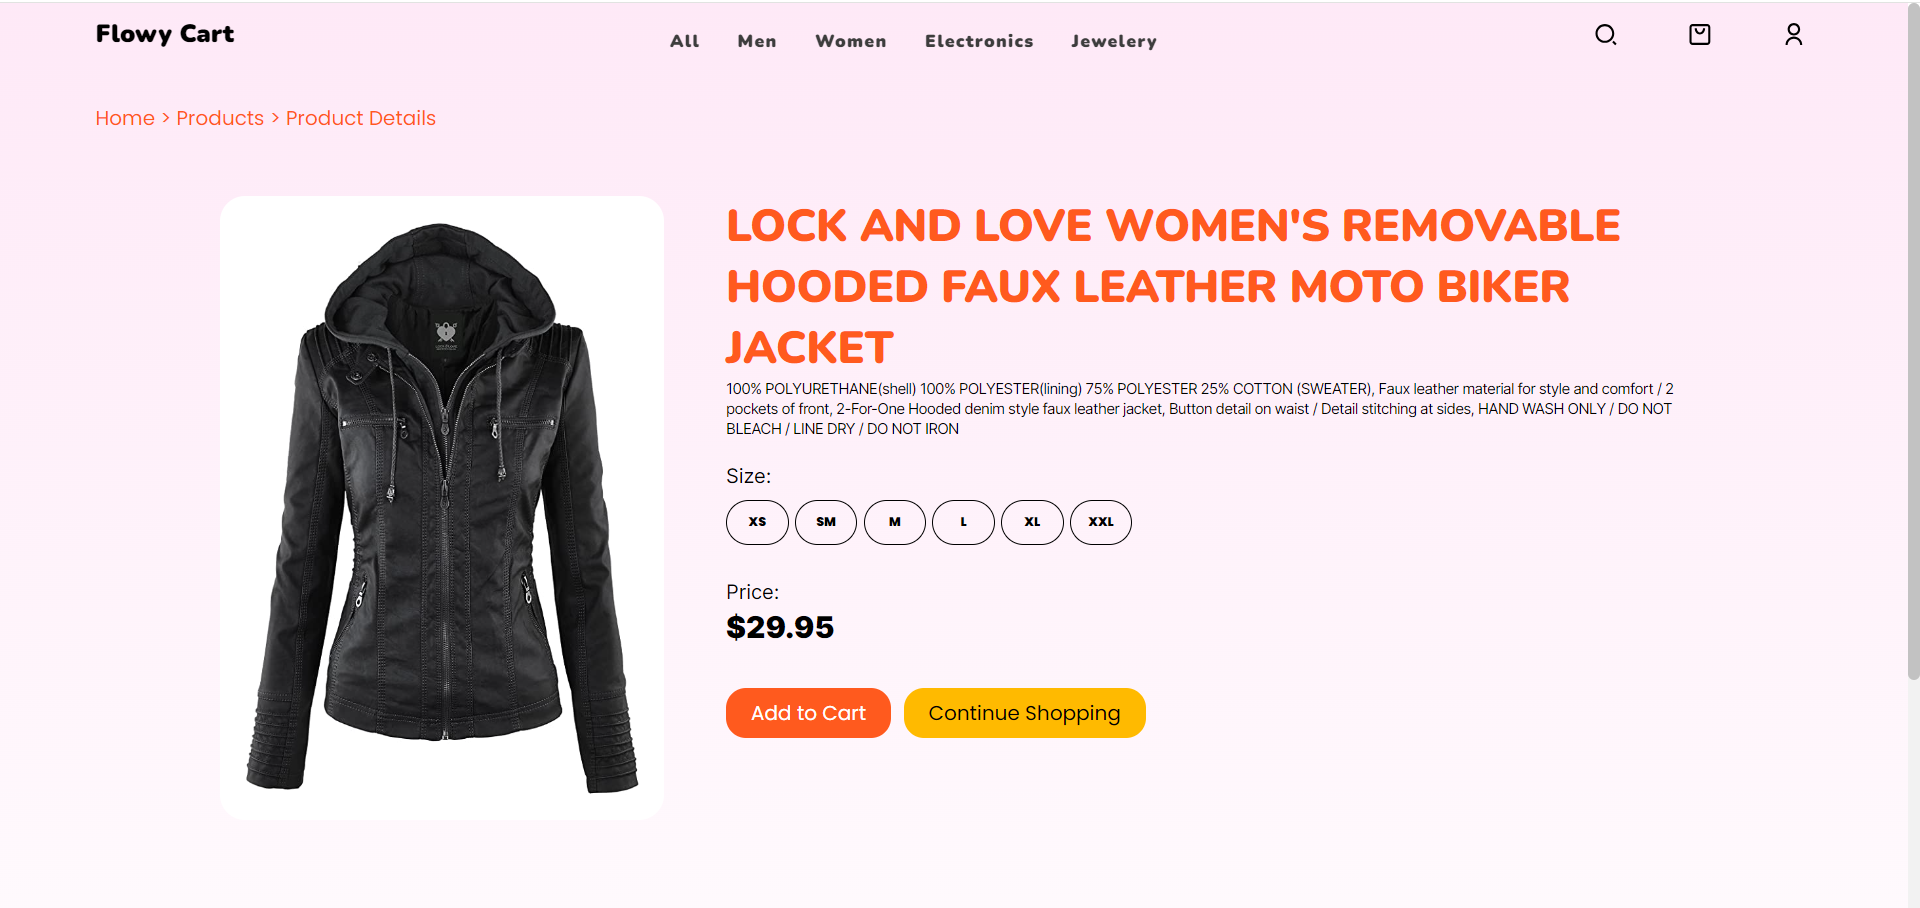 Flowy Cart
All Men Women Electronics Jewelery
Home > Products > Product Details
LOCK AND LOVE WOMEN'S REMOVABLE
HOODED FAUX LEATHER MOTO BIKER
JACKET
100% POLYURETHANE(shell) 100% POLYESTER(lining) 75% POLYESTER 25% COTTON (SWEATER), Faux leather material for style and comfort / 2
pockets of front, 2-For-One Hooded denim style faux leather jacket, Button detail on waist / Detail stitching at sides, HAND WASH ONLY / DO NOT
BLEACH / LINE DRY / DO NOT IRON
Size:
XS SM M L XL XXL
Price:
$29.95
Add to Cart Continue Shopping